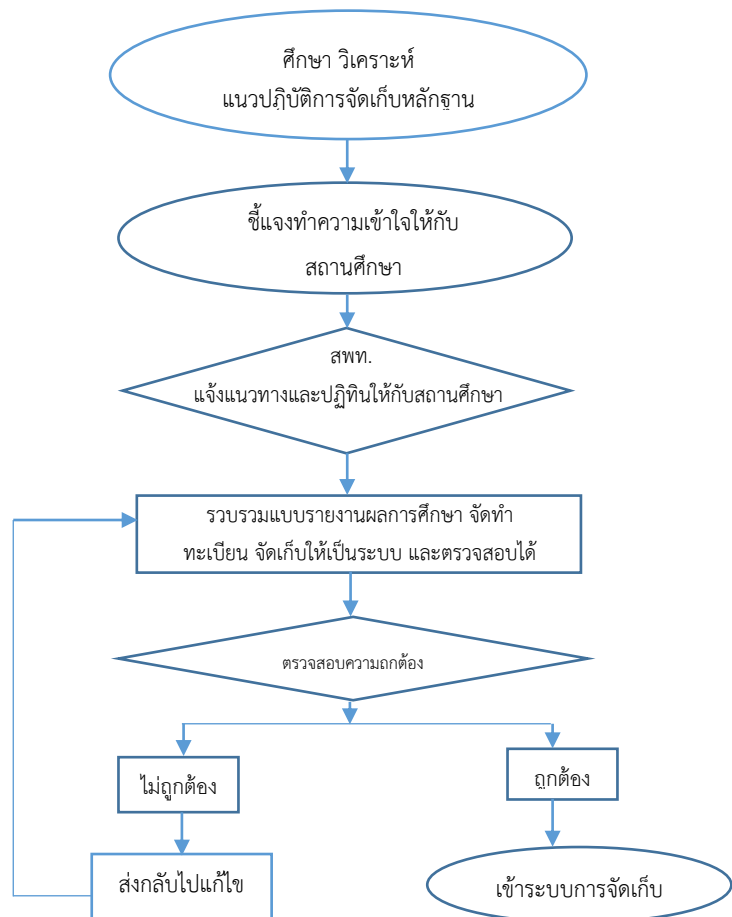 ศึกษา วิเคราะห์
แนวปฏิบัติการจัดเก็บหลักฐาน
ชี้แจงทำความเข้าใจให้กับ
สถานศึกษา
สพท.
แจ้งแนวทางและปฏิทินให้กับสถานศึกษา
รวบรวมแบบรายงานผลการศึกษา จัดทำ
ทะเบียน จัดเก็บให้เป็นระบบ และตรวจสอบได้
ตรวจสอบความถกต้อง
ไม่ถูกต้อง
ถูกต้อง
ส่งกลับไปแก้ไข
เข้าระบบการจัดเก็บ